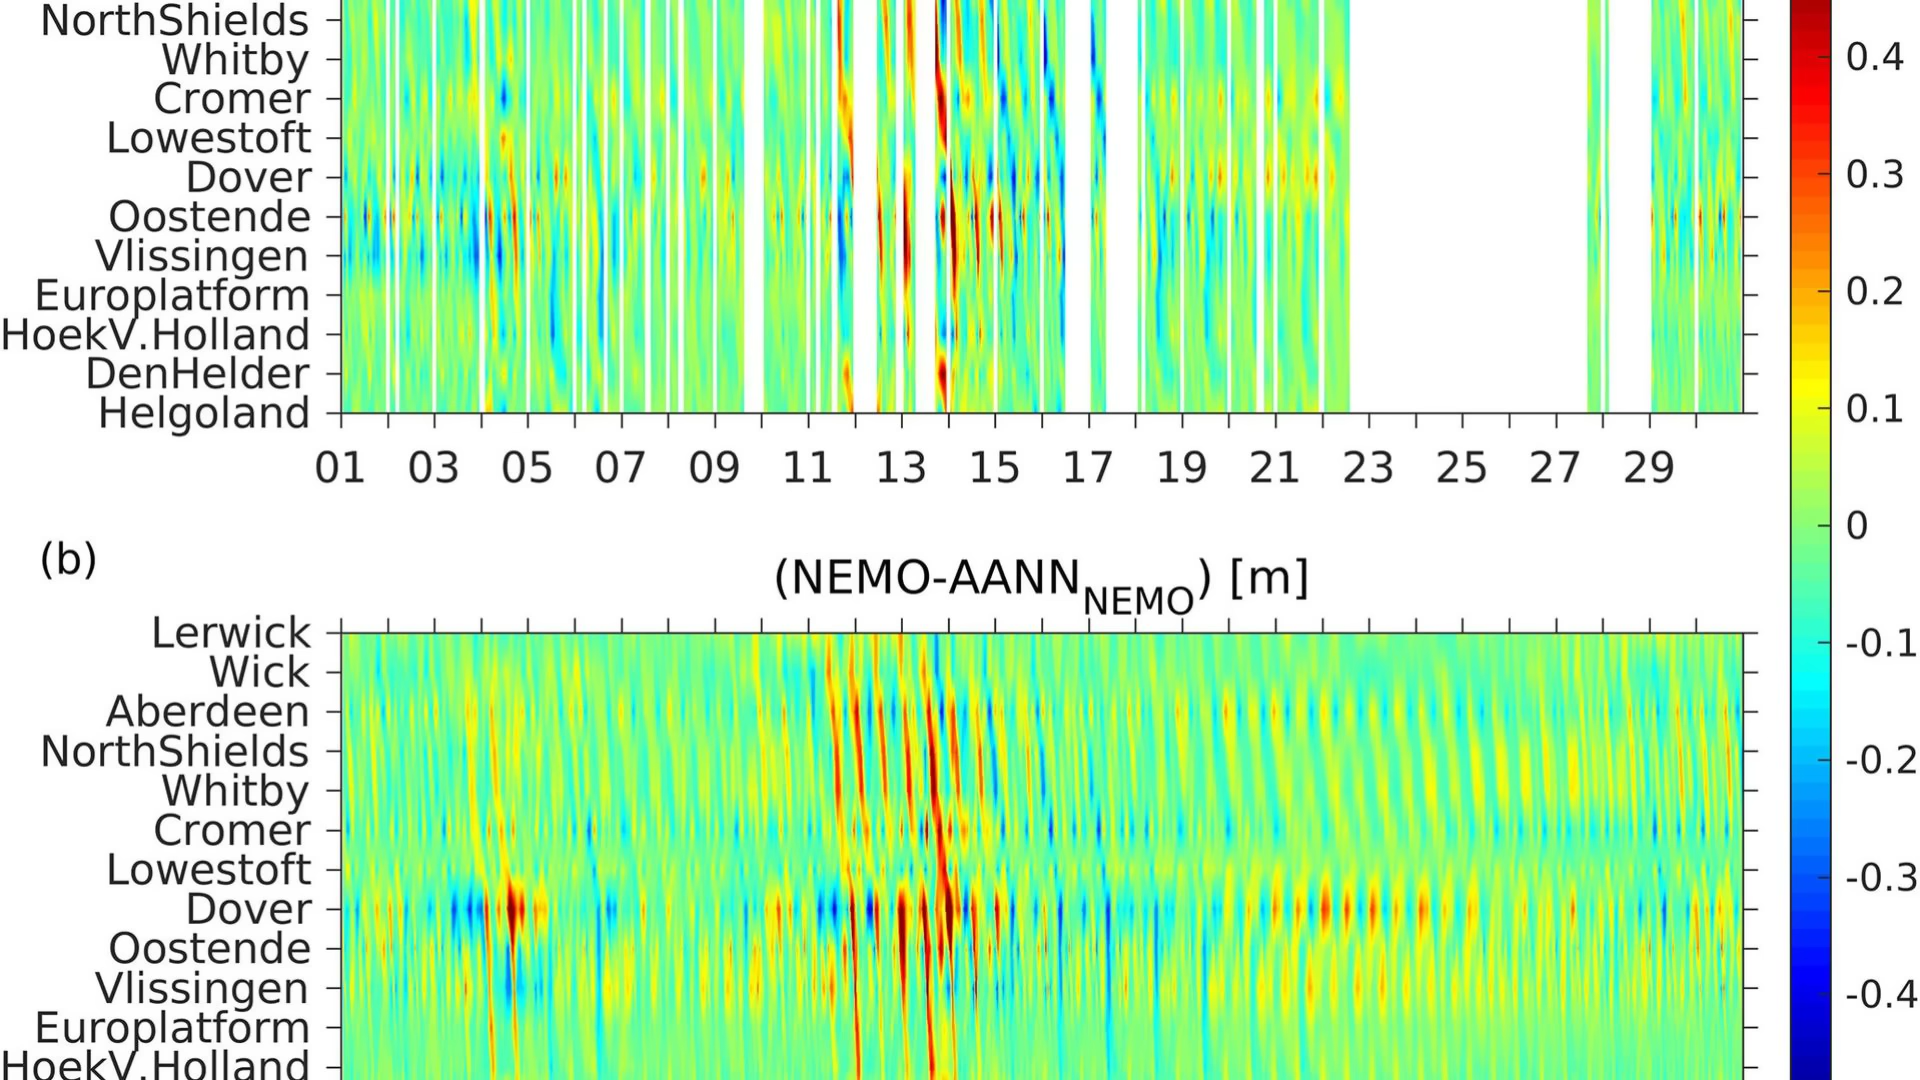 NorthShields
Whitby
Cromer
Lowestoft
Dover
Oostende
Vlissingen
Europlatform
HoekV.Holland
DenHelder
Helgoland
01 03 05 07 09 11 13 15 17 19 21 23 25 27 29
(b)
(NEMO-AANN_NEMO) [m]
Lerwick
Wick
Aberdeen
NorthShields
Whitby
Cromer
Lowestoft
Dover
Oostende
Vlissingen
Europlatform
HoekV.Holland
0.4
0.3
0.2
0.1
0
-0.1
-0.2
-0.3
-0.4